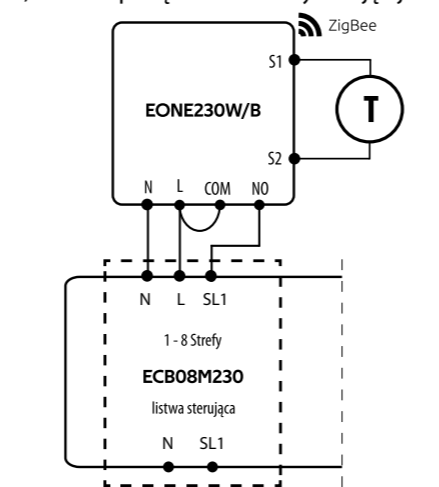 ZigBee
S1
EONE230W/B
T
S2
N L COM NO
N L SL1
1 - 8 Strefy
ECB08M230
listwa sterująca
N SL1